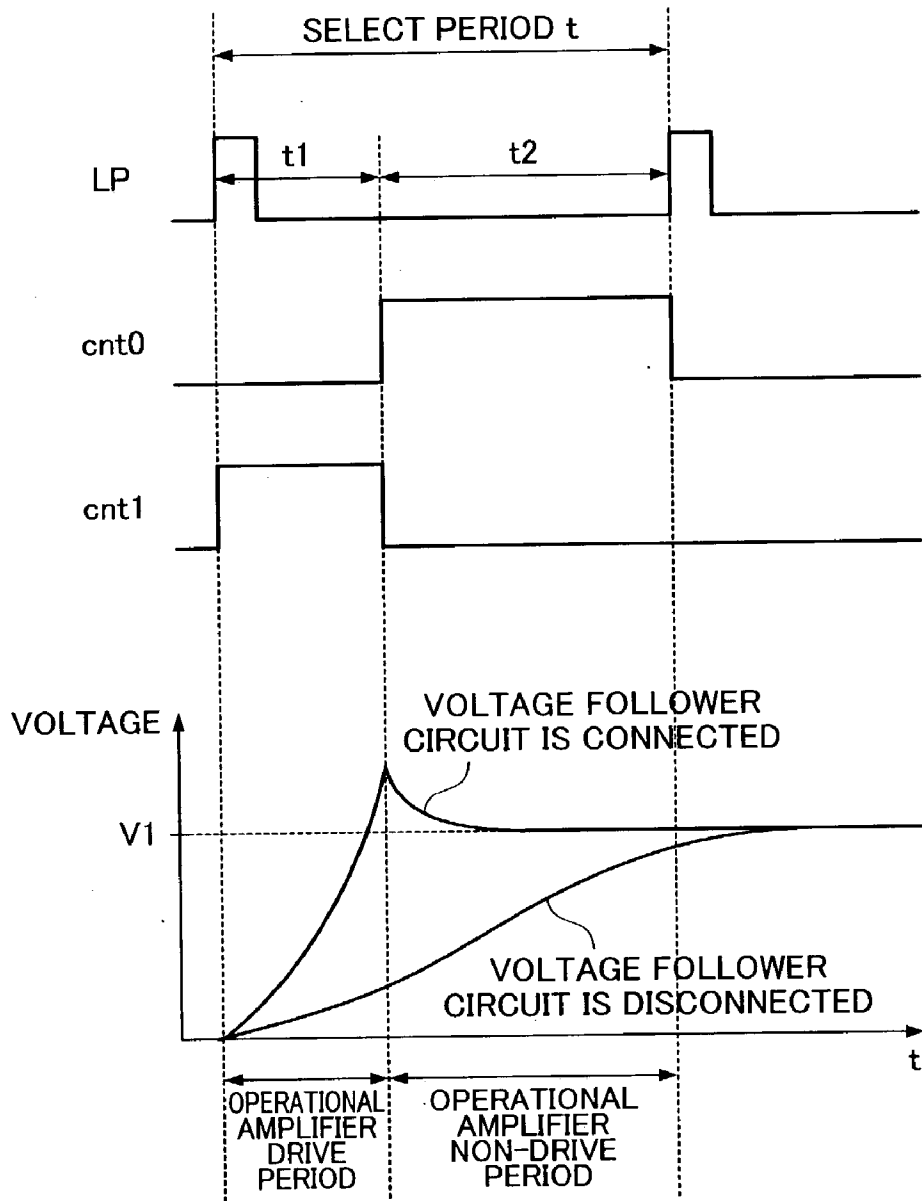 SELECT PERIOD t
LP
t1
t2
cnt0
cnt1
VOLTAGE
VOLTAGE FOLLOWER
CIRCUIT IS CONNECTED
V1
VOLTAGE FOLLOWER
CIRCUIT IS DISCONNECTED
t
OPERATIONAL
AMPLIFIER
DRIVE
PERIOD
OPERATIONAL
AMPLIFIER
NON-DRIVE
PERIOD